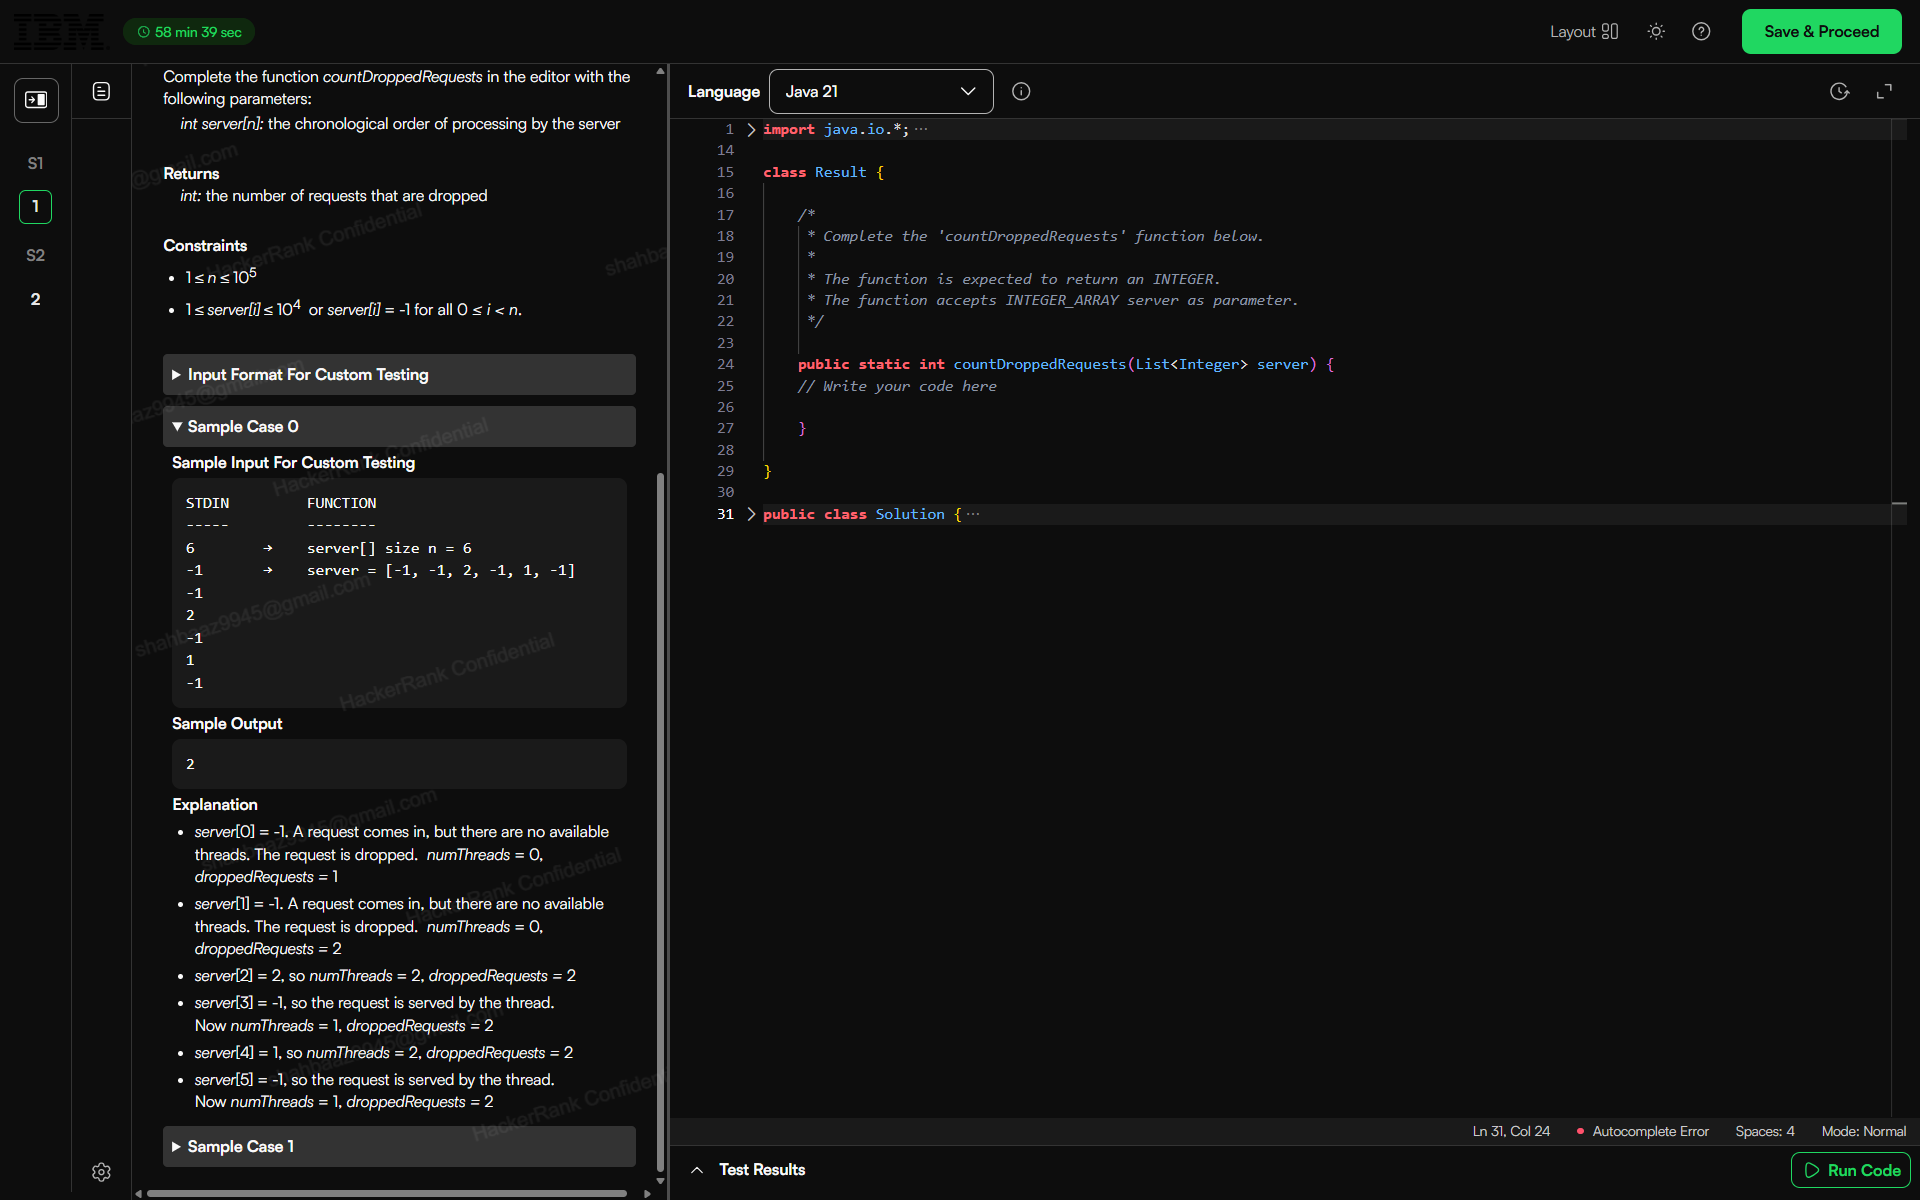 IBM
58 min 39 sec
Layout
Save & Proceed
S1
1
S2
2
Complete the function countDroppedRequests in the editor with the
following parameters:
int server[n]: the chronological order of processing by the server
Returns
int: the number of requests that are dropped
Constraints
• 1 ≤ n ≤ 10^5
• 1 ≤ server[i] ≤ 10^4 or server[i] = -1 for all 0 ≤ i < n.
Input Format For Custom Testing
Sample Case 0
Sample Input For Custom Testing
STDIN FUNCTION
----- --------
6 → server[] size n = 6
-1 → server = [-1, -1, 2, -1, 1, -1]
-1
2
-1
1
-1
Sample Output
2
Explanation
• server[0] = -1. A request comes in, but there are no available
threads. The request is dropped. numThreads = 0,
droppedRequests = 1
• server[1] = -1. A request comes in, but there are no available
threads. The request is dropped. numThreads = 0,
droppedRequests = 2
• server[2] = 2, so numThreads = 2, droppedRequests = 2
• server[3] = -1, so the request is served by the thread.
Now numThreads = 1, droppedRequests = 2
• server[4] = 1, so numThreads = 2, droppedRequests = 2
• server[5] = -1, so the request is served by the thread.
Now numThreads = 1, droppedRequests = 2
Sample Case 1
@gmail.com
HackerRank Confidential
shahbaaz9945@gmail.com
HackerRank Confidential
Language Java 21
1 import java.io.*; ...
14
15 class Result {
16
17 /*
18 * Complete the 'countDroppedRequests' function below.
19 *
20 * The function is expected to return an INTEGER.
21 * The function accepts INTEGER_ARRAY server as parameter.
22 */
23
24 public static int countDroppedRequests(List<Integer> server) {
25 // Write your code here
26
27 }
28
29 }
30
31 public class Solution { ...
Ln 31, Col 24 Autocomplete Error Spaces: 4 Mode: Normal
Test Results
Run Code